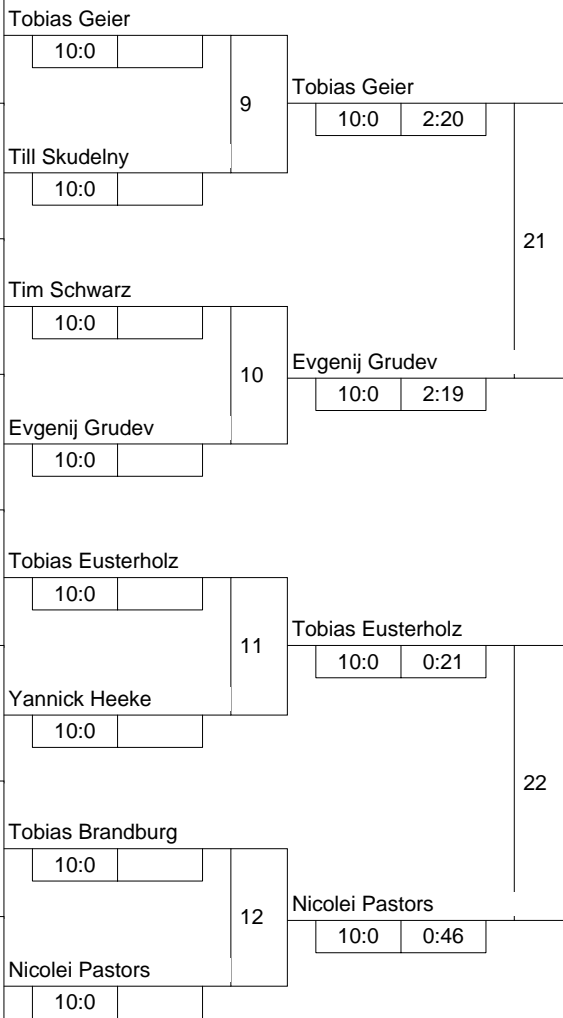 Tobias Geier
10:0
9
Tobias Geier
10:0 2:20
Till Skudelny
10:0
21
Tim Schwarz
10:0
10
Evgenij Grudev
10:0 2:19
Evgenij Grudev
10:0
Tobias Eusterholz
10:0
11
Tobias Eusterholz
10:0 0:21
Yannick Heeke
10:0
22
Tobias Brandburg
10:0
12
Nicolei Pastors
10:0 0:46
Nicolei Pastors
10:0